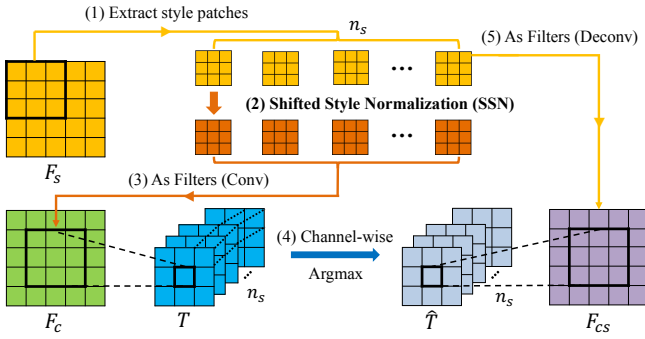 (1) Extract style patches
n_s
(5) As Filters (Deconv)
...
(2) Shifted Style Normalization (SSN)
...
F_s
(3) As Filters (Conv)
(4) Channel-wise
Argmax
n_s
n_s
F_c
T
T̂
F_cs